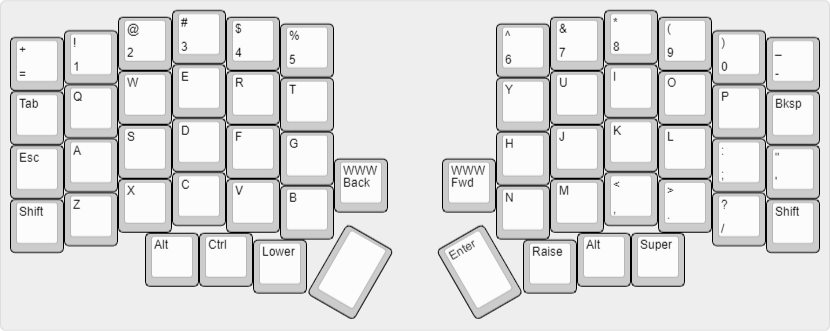 + ! @ # $ % ^ & * ( ) _
= 1 2 3 4 5 6 7 8 9 0 -
Tab Q W E R T Y U I O P Bksp
Esc A S D F G H J K L : "
; '
WWW WWW
Back Fwd
Shift Z X C V B N M < > ? Shift
, . /
Alt Ctrl Lower Enter Raise Alt Super